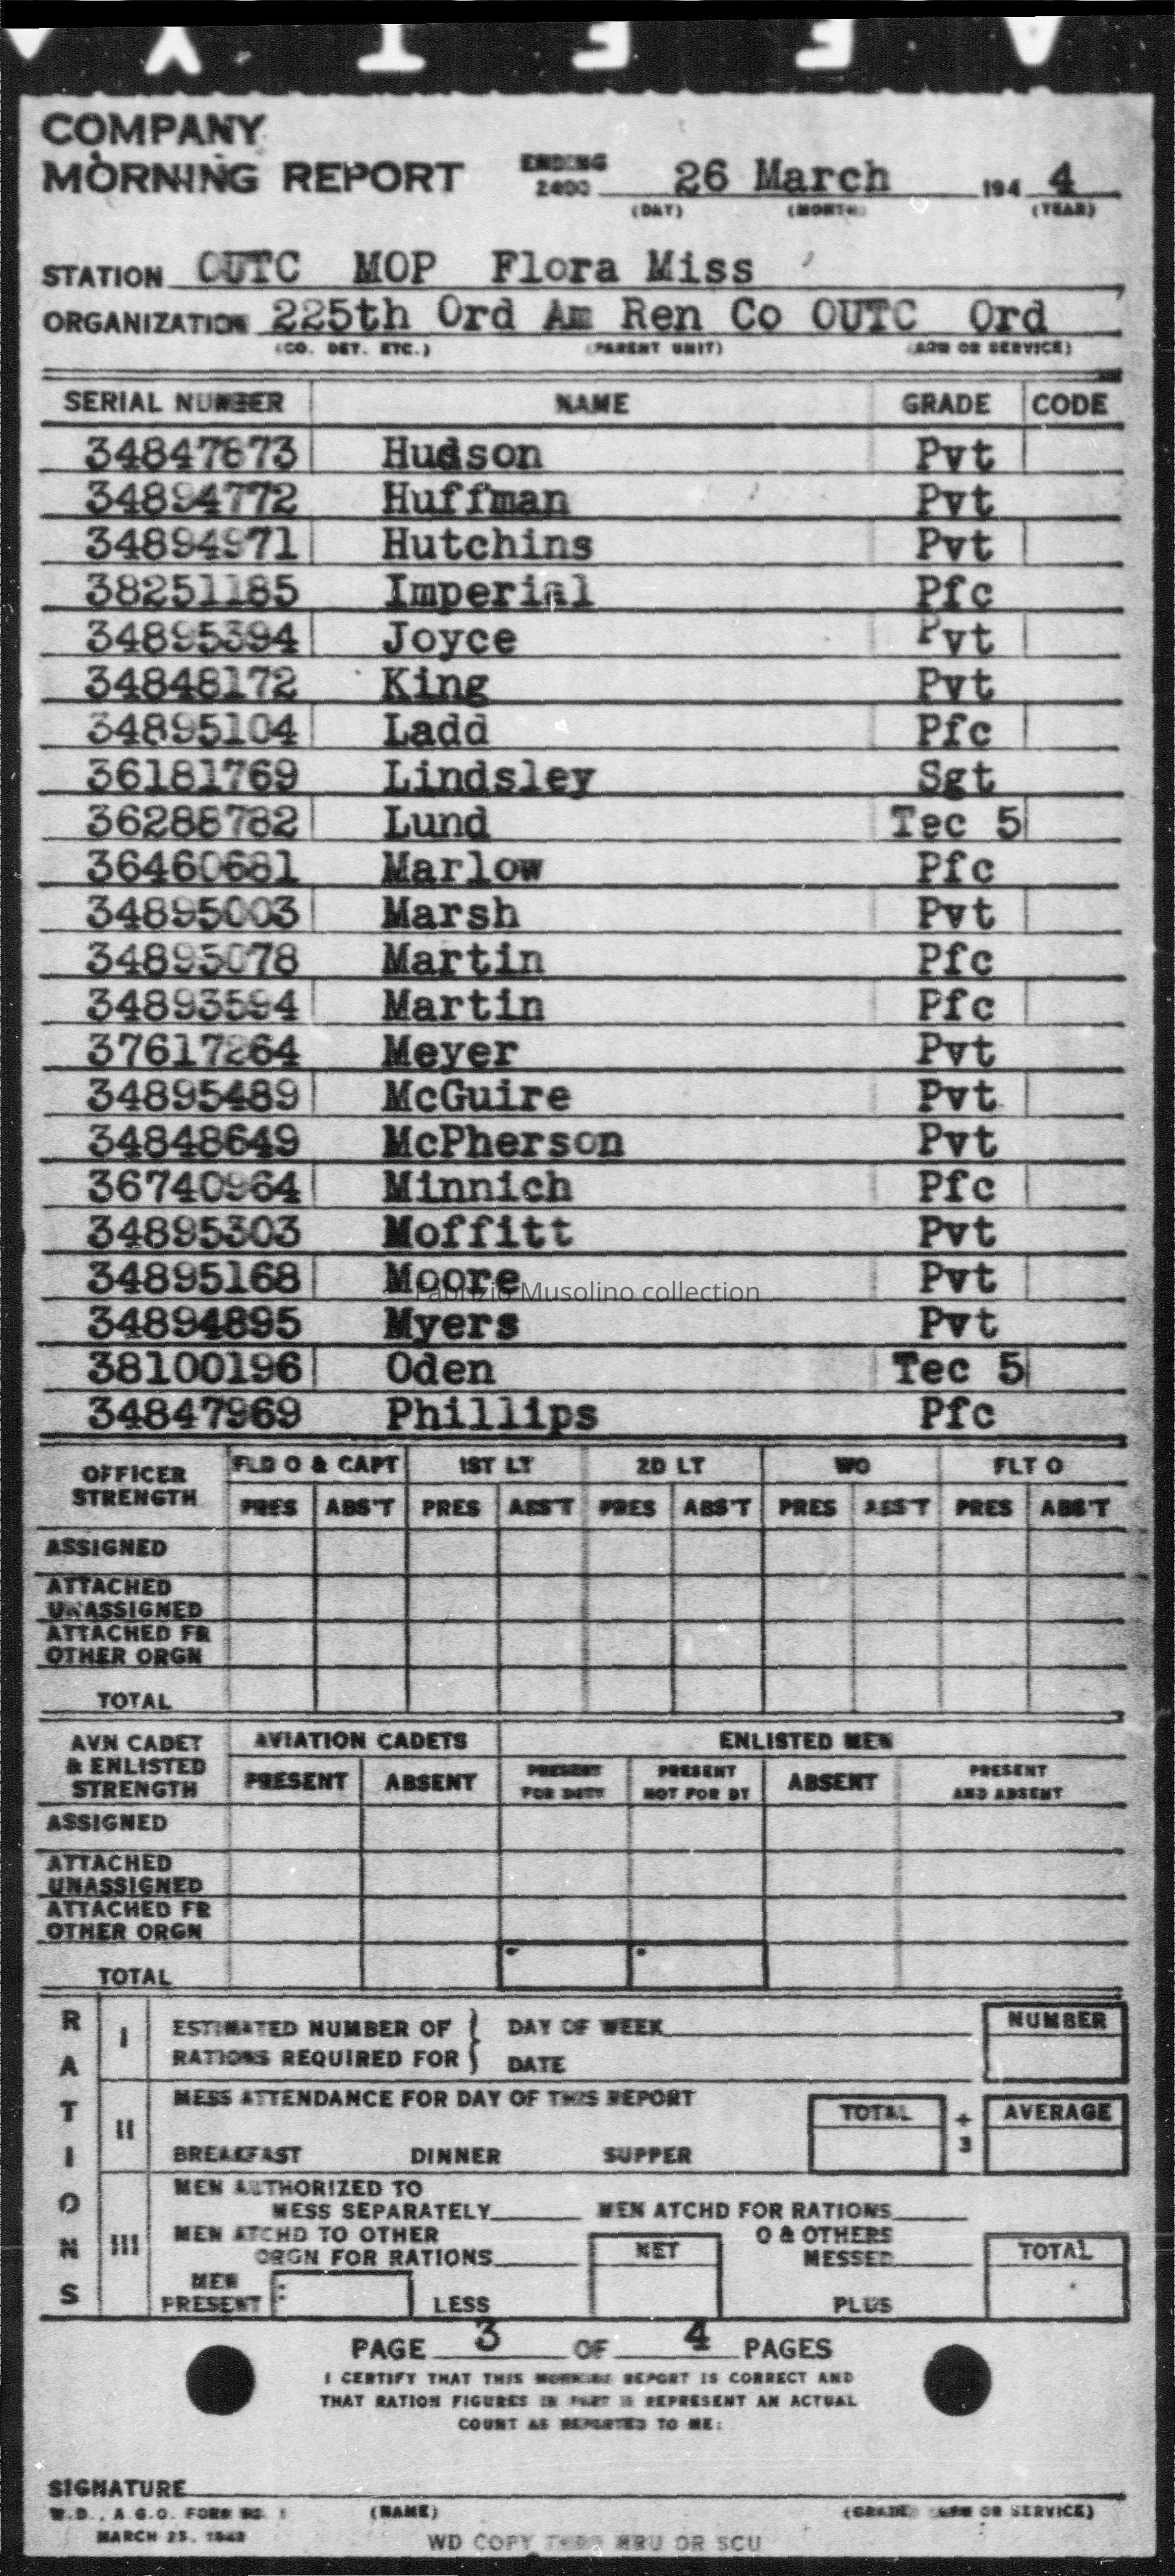 COMPANY
MORNING REPORT ENDING 2400 26 March 194 4
(DAY) (MONTH) (YEAR)
STATION OUTC MOP Flora Miss
ORGANIZATION 225th Ord Am Ren Co OUTC Ord
(CO. DET. ETC.) (PARENT UNIT) (ARM OR SERVICE)
SERIAL NUMBER NAME GRADE CODE
34847673 Hudson Pvt
34894772 Huffman Pvt
34894971 Hutchins Pvt
38251185 Imperial Pfc
34895394 Joyce Pvt
34848172 King Pvt
34895104 Ladd Pfc
36181769 Lindsley Sgt
36288782 Lund Tec 5
36460681 Marlow Pfc
34895003 Marsh Pvt
34895078 Martin Pfc
34893594 Martin Pfc
37617264 Meyer Pvt
34895489 McGuire Pvt
34848649 McPherson Pvt
36740964 Minnich Pfc
34895303 Moffitt Pvt
34895168 Moore Pvt
Fabrizio Musolino collection
34894895 Myers Pvt
38100196 Oden Tec 5
34847969 Phillips Pfc
OFFICER STRENGTH FLD O & CAPT 1ST LT 2D LT WO FLT O
PRES ABS'T PRES ABS'T PRES ABS'T PRES ABS'T PRES ABS'T
ASSIGNED
ATTACHED
UNASSIGNED
ATTACHED FR
OTHER ORGN
TOTAL
AVN CADET & ENLISTED STRENGTH AVIATION CADETS ENLISTED MEN
PRESENT ABSENT PRESENT FOR DUTY PRESENT NOT FOR DY ABSENT PRESENT AND ABSENT
ASSIGNED
ATTACHED
UNASSIGNED
ATTACHED FR
OTHER ORGN
TOTAL
RATIONS
I ESTIMATED NUMBER OF DAY OF WEEK NUMBER
RATIONS REQUIRED FOR DATE
II MESS ATTENDANCE FOR DAY OF THIS REPORT
TOTAL ÷ 3 AVERAGE
BREAKFAST DINNER SUPPER
III MEN AUTHORIZED TO
MESS SEPARATELY MEN ATCHD FOR RATIONS
MEN ATCHD TO OTHER O & OTHERS
ORGN FOR RATIONS NET MESSED TOTAL
MEN PRESENT LESS PLUS
PAGE 3 OF 4 PAGES
I CERTIFY THAT THIS MORNING REPORT IS CORRECT AND
THAT RATION FIGURES IN PART II REPRESENT AN ACTUAL
COUNT AS REPORTED TO ME:
SIGNATURE
W.D., A.G.O. FORM NO. 1 (NAME) (GRADE ARM OR SERVICE)
MARCH 25, 1943
WD COPY THRU MRU OR SCU